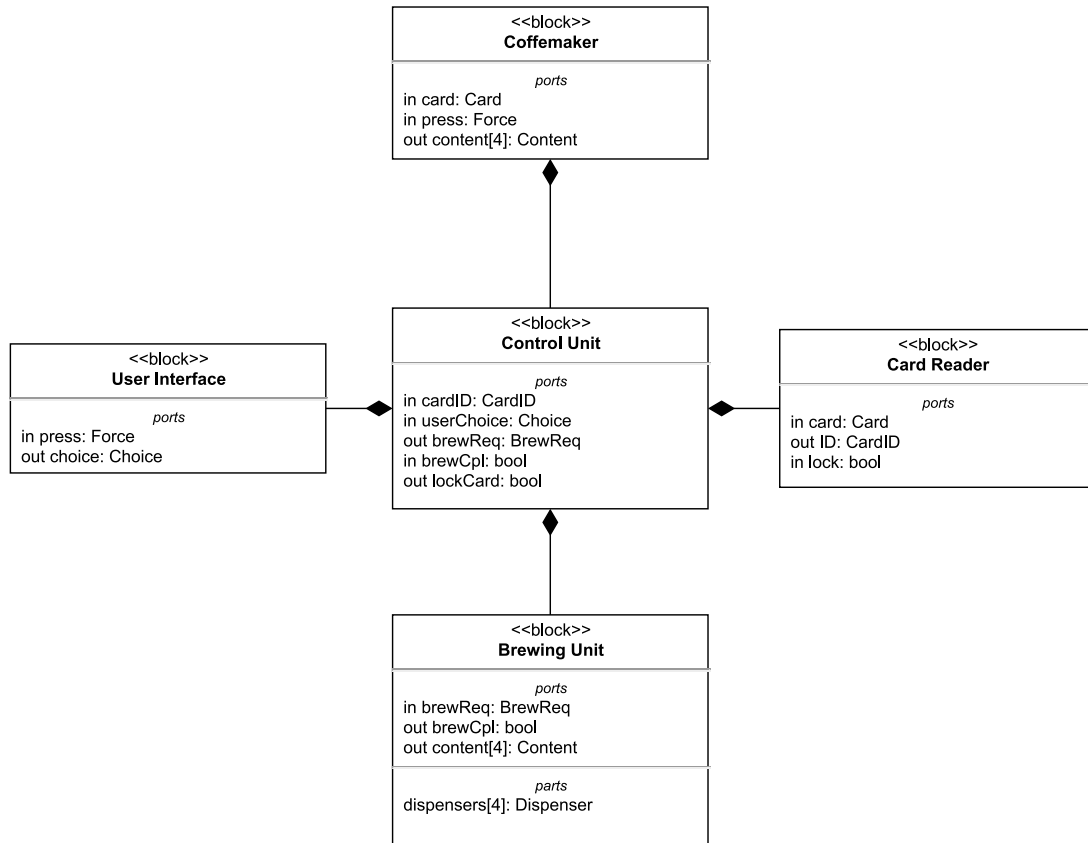 <<block>>
Coffemaker
ports
in card: Card
in press: Force
out content[4]: Content
<<block>>
User Interface
ports
in press: Force
out choice: Choice
<<block>>
Control Unit
ports
in cardID: CardID
in userChoice: Choice
out brewReq: BrewReq
in brewCpl: bool
out lockCard: bool
<<block>>
Card Reader
ports
in card: Card
out ID: CardID
in lock: bool
<<block>>
Brewing Unit
ports
in brewReq: BrewReq
out brewCpl: bool
out content[4]: Content
parts
dispensers[4]: Dispenser